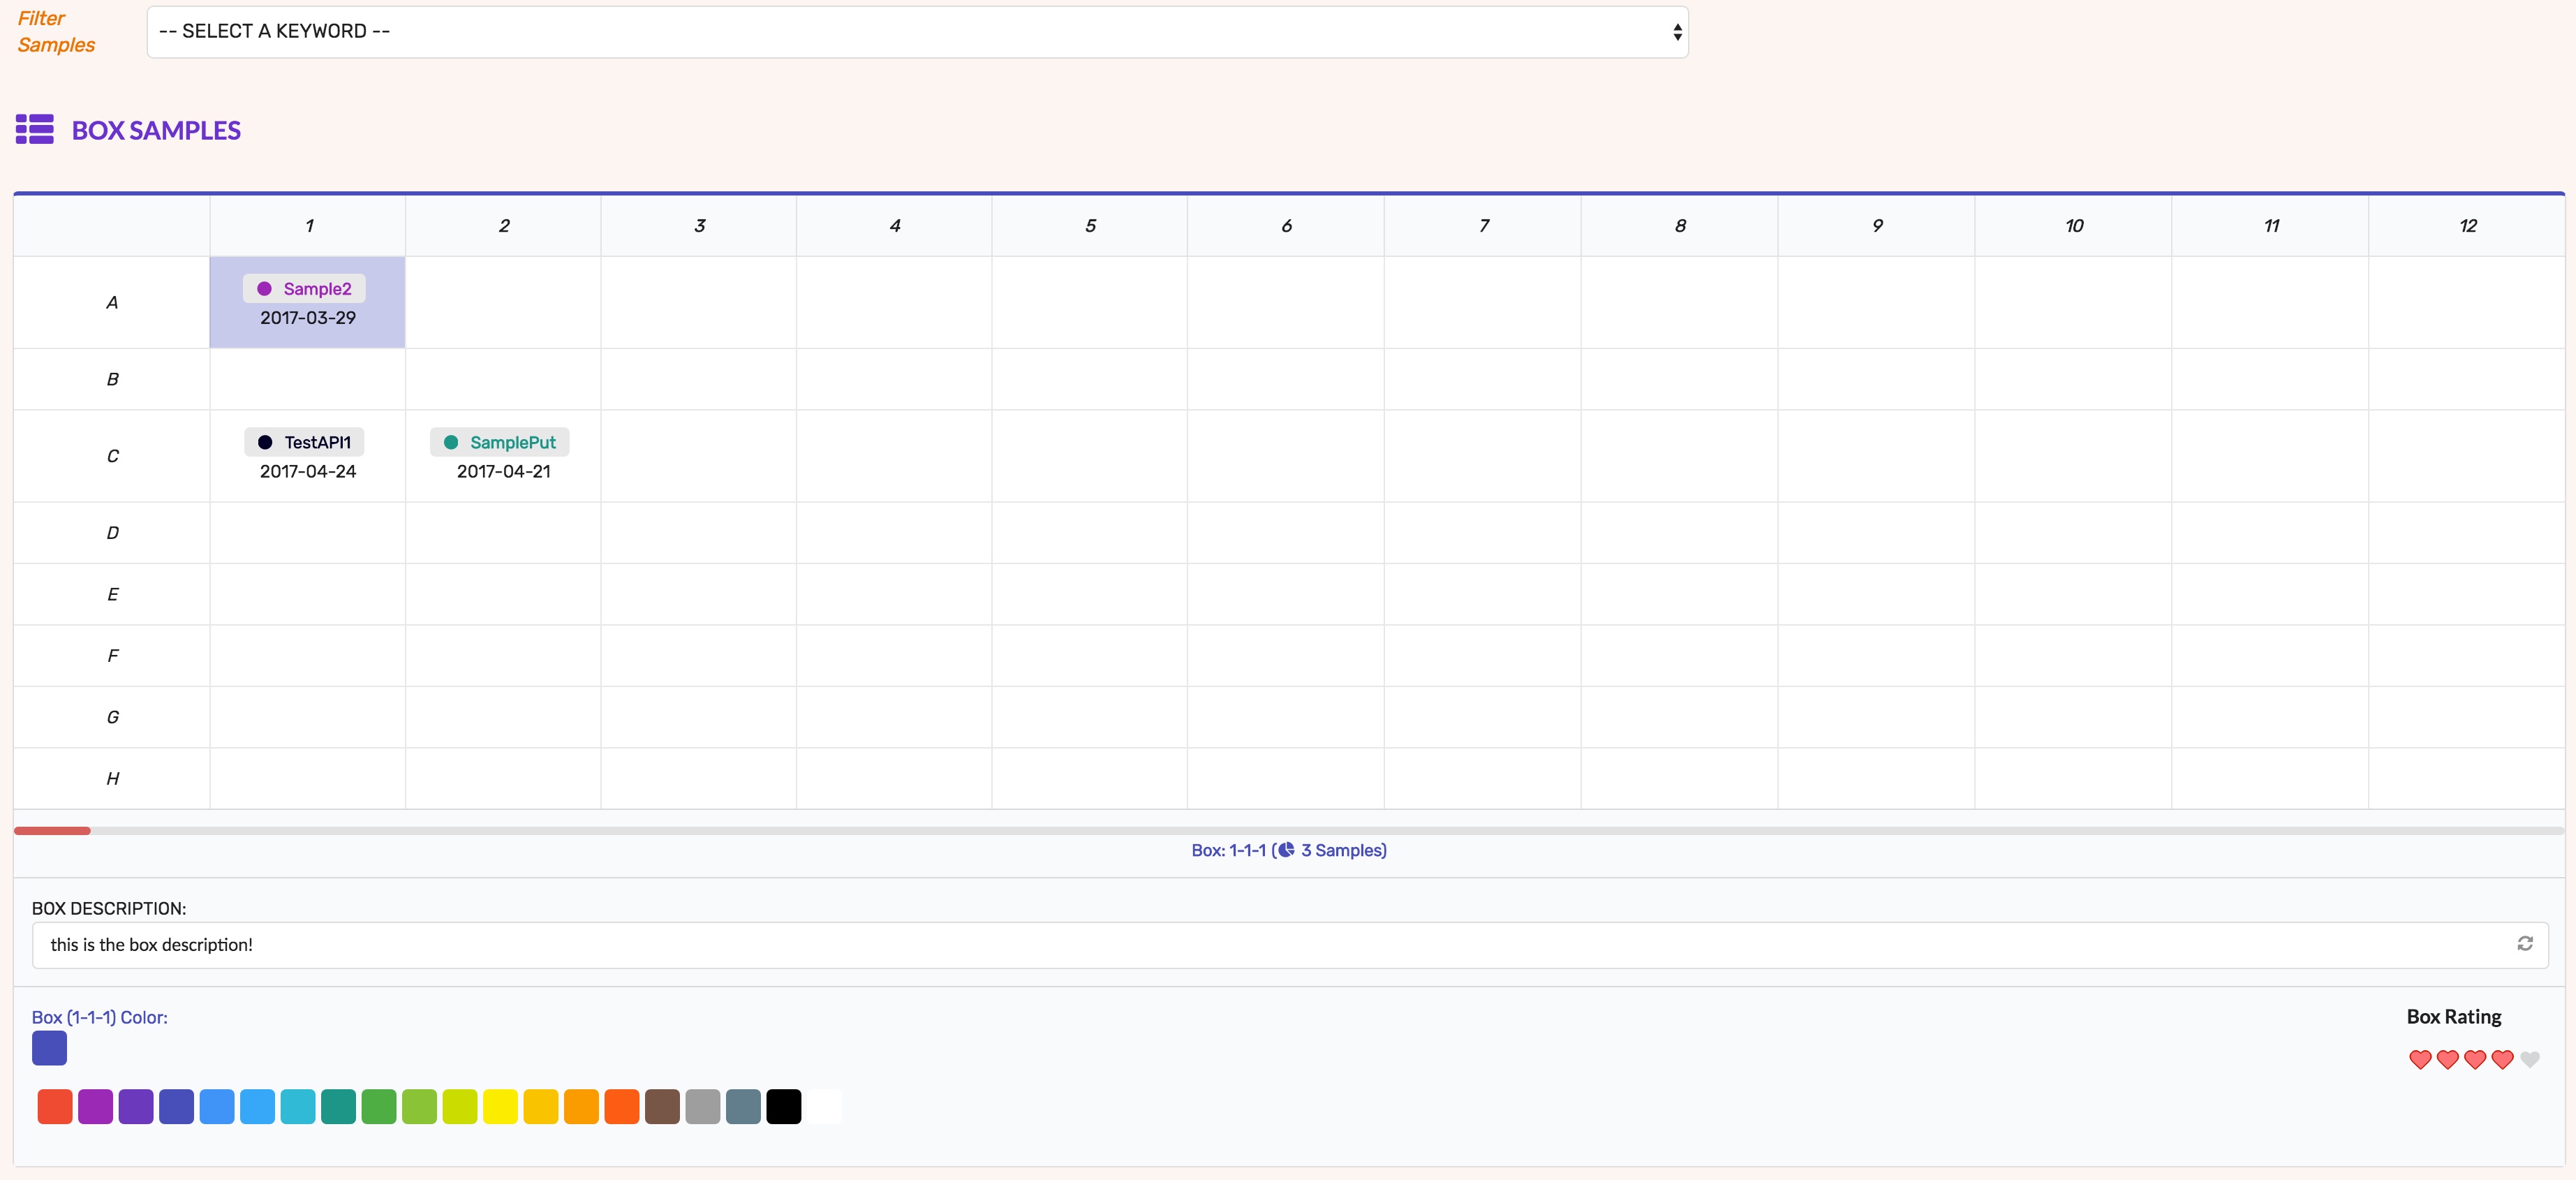 Filter
Samples
-- SELECT A KEYWORD --
BOX SAMPLES
1 2 3 4 5 6 7 8 9 10 11 12
A
Sample2
2017-03-29
B
C
TestAPI1 SamplePut
2017-04-24 2017-04-21
D
E
F
G
H
Box: 1-1-1 ( 3 Samples)
BOX DESCRIPTION:
this is the box description!
Box (1-1-1) Color:
Box Rating